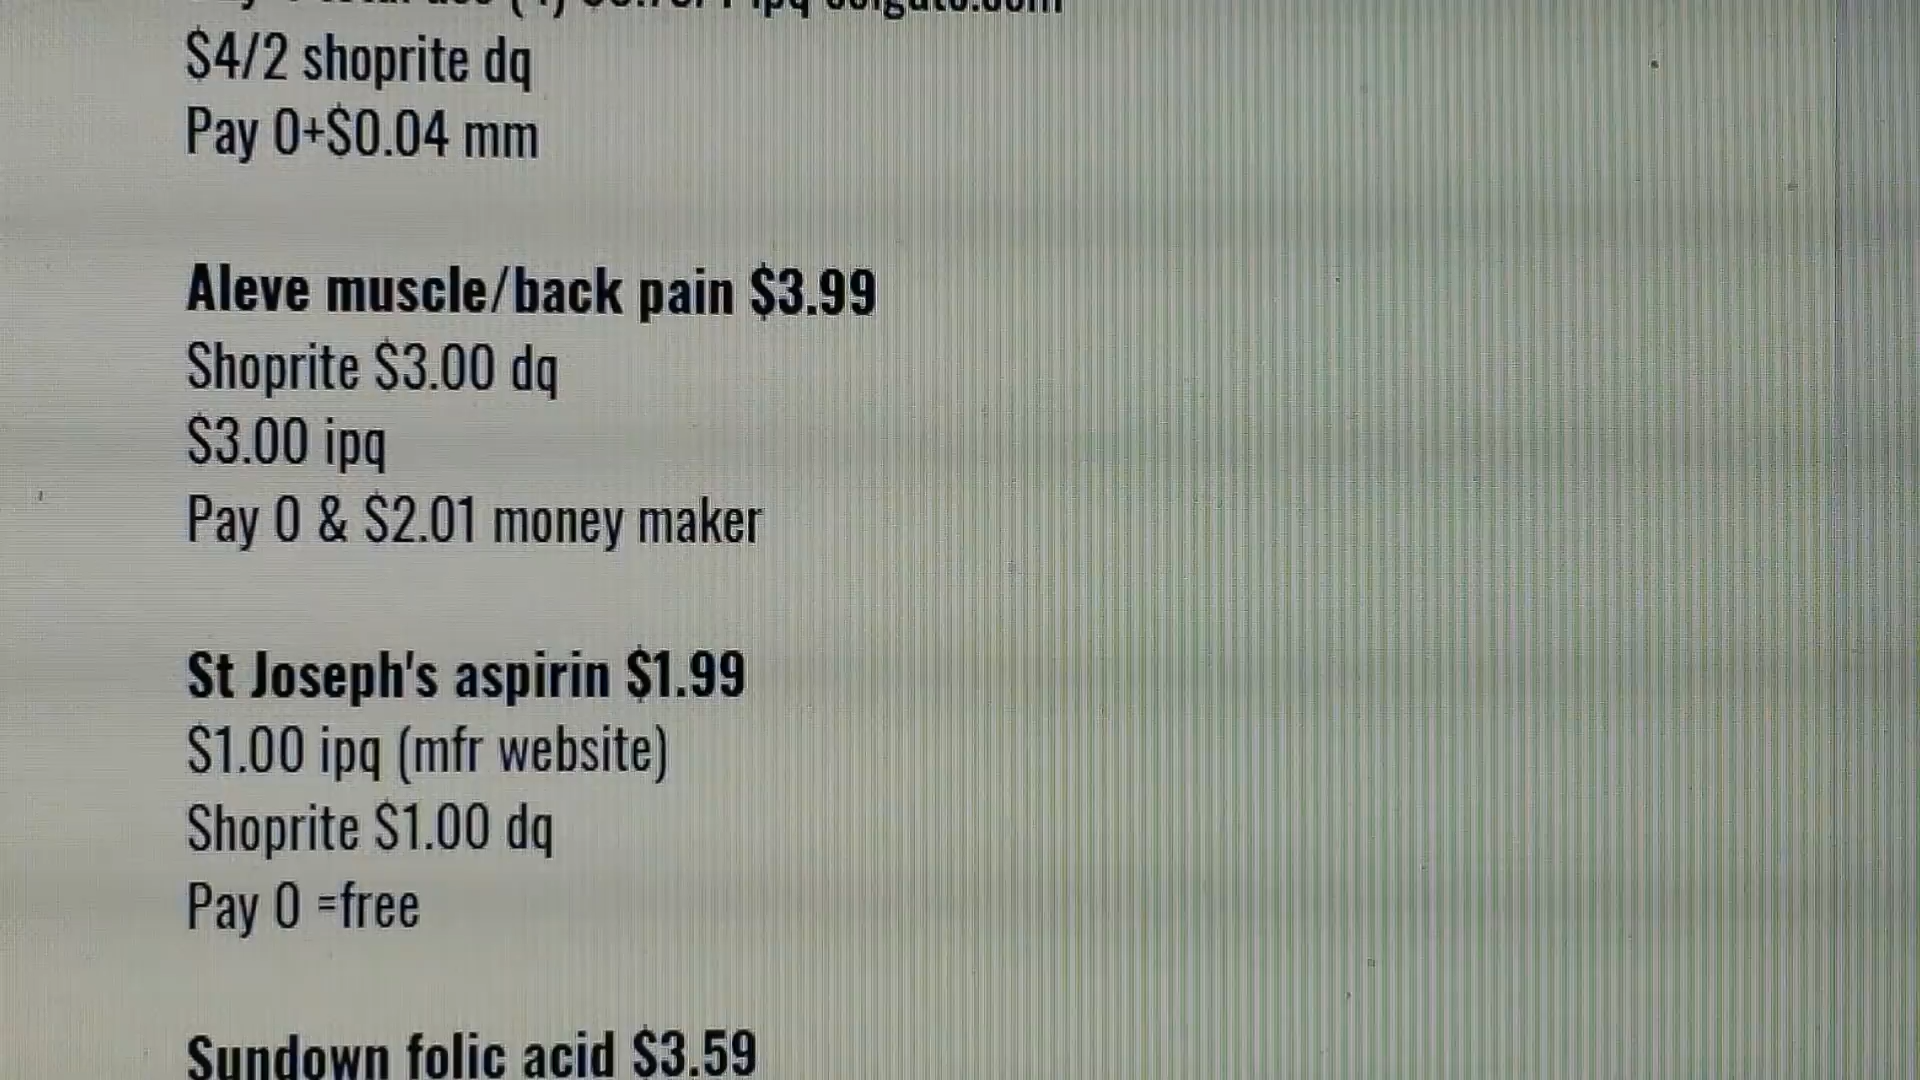 $4/2 shoprite dq
Pay 0+$0.04 mm
Aleve muscle/back pain $3.99
Shoprite $3.00 dq
$3.00 ipq
Pay 0 & $2.01 money maker
St Joseph's aspirin $1.99
$1.00 ipq (mfr website)
Shoprite $1.00 dq
Pay 0 =free
Sundown folic acid $3.59